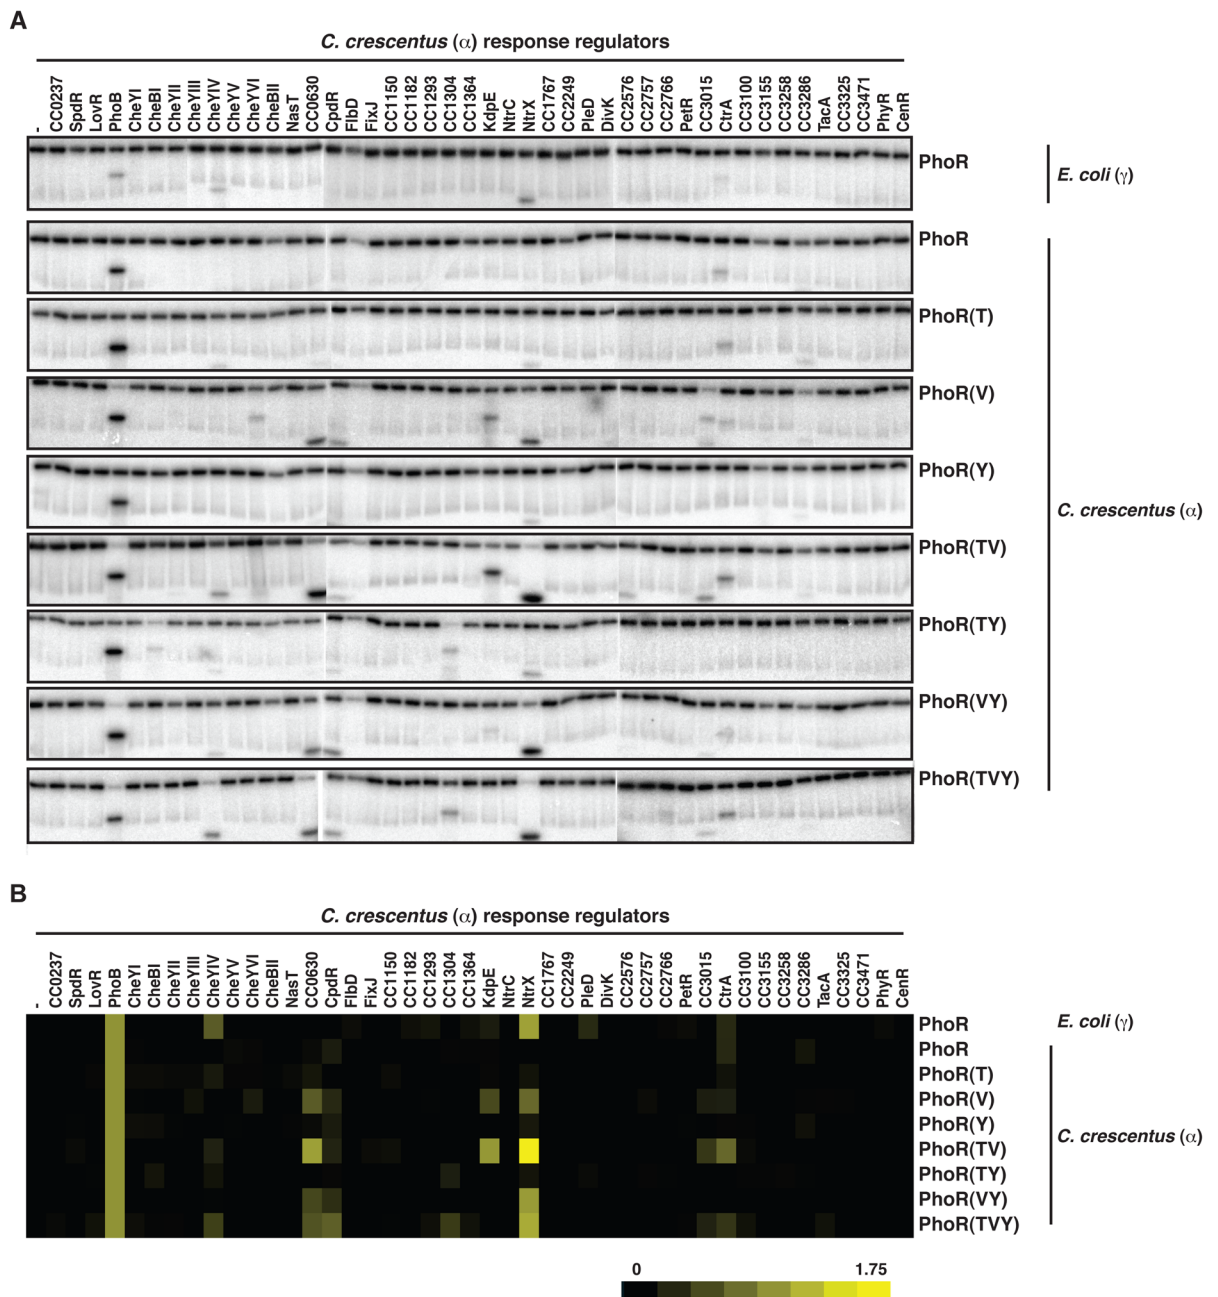 A
C. crescentus (α) response regulators
-
CC0237
SpdR
LovR
PhoB
CheYI
CheBI
CheYII
CheYIII
CheYIV
CheYV
CheYVI
CheBII
NasT
CC0630
CpdR
FlbD
FixJ
CC1150
CC1182
CC1293
CC1304
CC1364
KdpE
NtrC
NtrX
CC1767
CC2249
PleD
DivK
CC2576
CC2757
CC2766
PetR
CC3015
CtrA
CC3100
CC3155
CC3258
CC3286
TacA
CC3325
CC3471
PhyR
CenR
PhoR
E. coli (γ)
PhoR
PhoR(T)
PhoR(V)
PhoR(Y)
C. crescentus (α)
PhoR(TV)
PhoR(TY)
PhoR(VY)
PhoR(TVY)
B
C. crescentus (α) response regulators
-
CC0237
SpdR
LovR
PhoB
CheYI
CheBI
CheYII
CheYIII
CheYIV
CheYV
CheYVI
CheBII
NasT
CC0630
CpdR
FlbD
FixJ
CC1150
CC1182
CC1293
CC1304
CC1364
KdpE
NtrC
NtrX
CC1767
CC2249
PleD
DivK
CC2576
CC2757
CC2766
PetR
CC3015
CtrA
CC3100
CC3155
CC3258
CC3286
TacA
CC3325
CC3471
PhyR
CenR
PhoR
E. coli (γ)
PhoR
PhoR(T)
PhoR(V)
PhoR(Y)
C. crescentus (α)
PhoR(TV)
PhoR(TY)
PhoR(VY)
PhoR(TVY)
0
1.75